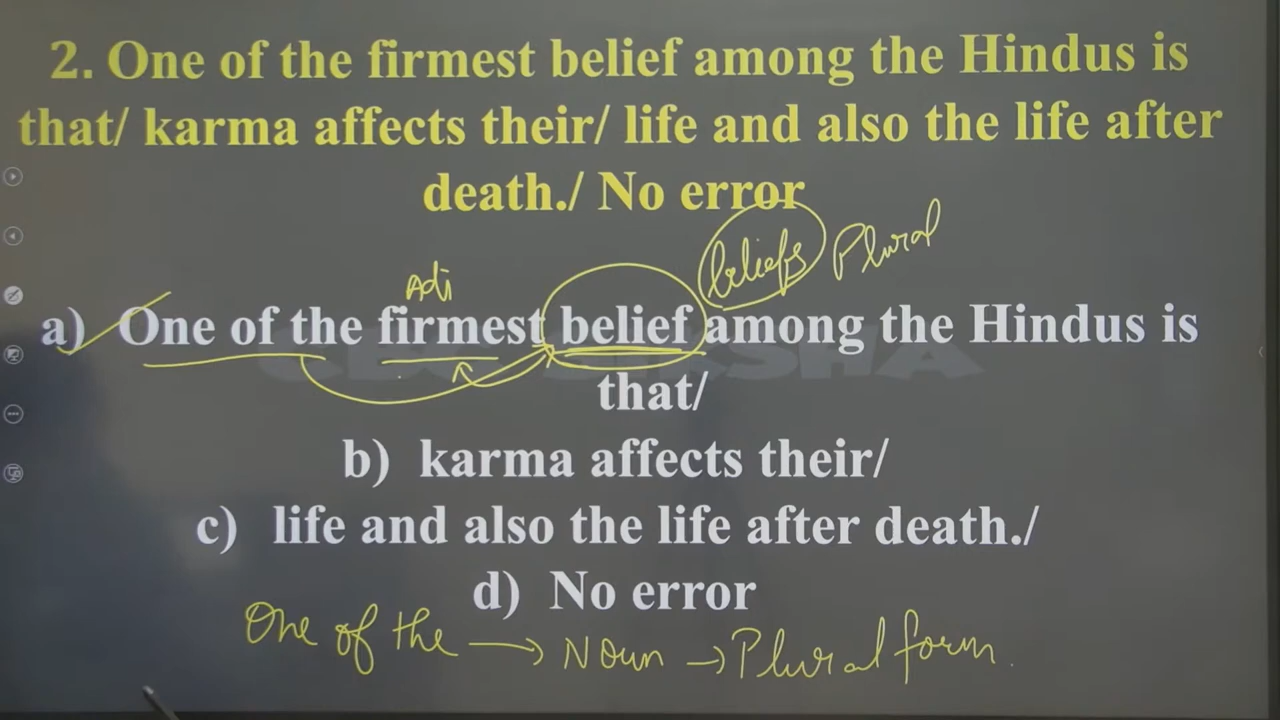 2. One of the firmest belief among the Hindus is
that/ karma affects their/ life and also the life after
death./ No error
beliefs Plural
Adj
a) One of the firmest belief among the Hindus is
that/
b) karma affects their/
c) life and also the life after death./
d) No error
One of the → Noun → Plural form.